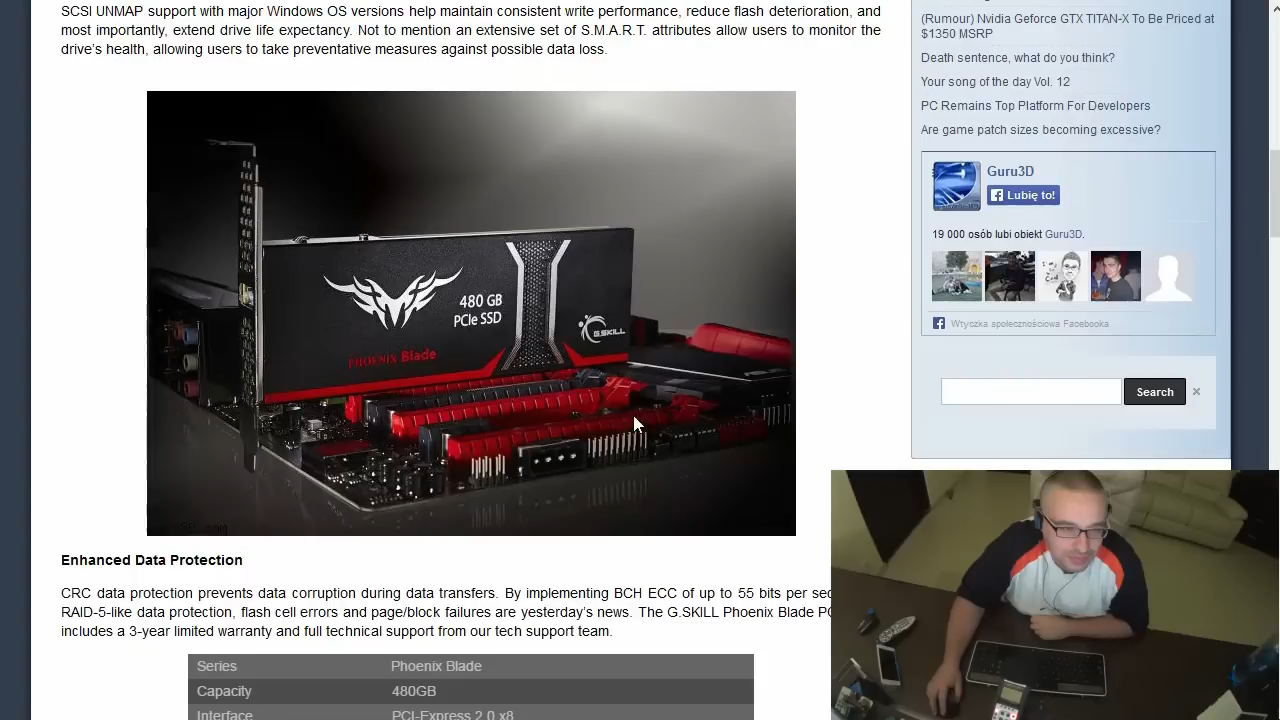 SCSI UNMAP support with major Windows OS versions help maintain consistent write performance, reduce flash deterioration, and
most importantly, extend drive life expectancy. Not to mention an extensive set of S.M.A.R.T. attributes allow users to monitor the
drive's health, allowing users to take preventative measures against possible data loss.
480 GB
PCIe SSD
G.SKILL
PHOENIX Blade
Enhanced Data Protection
CRC data protection prevents data corruption during data transfers. By implementing BCH ECC of up to 55 bits per
RAID-5-like data protection, flash cell errors and page/block failures are yesterday's news. The G.SKILL Phoenix Blade
includes a 3-year limited warranty and full technical support from our tech support team.
Series Phoenix Blade
Capacity 480GB
Interface PCI-Express 2.0 x8
(Rumour) Nvidia Geforce GTX TITAN-X To Be Priced at
$1350 MSRP
Death sentence, what do you think?
Your song of the day Vol. 12
PC Remains Top Platform For Developers
Are game patch sizes becoming excessive?
Guru3D
Lubię to!
19 000 osób lubi obiekt Guru3D.
Wtyczka społecznościowa Facebooka
Search